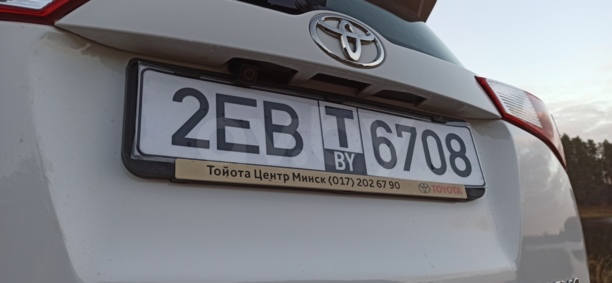 2EB T BY 6708
Тойота Центр Минск (017) 202 67 90 TOYOTA